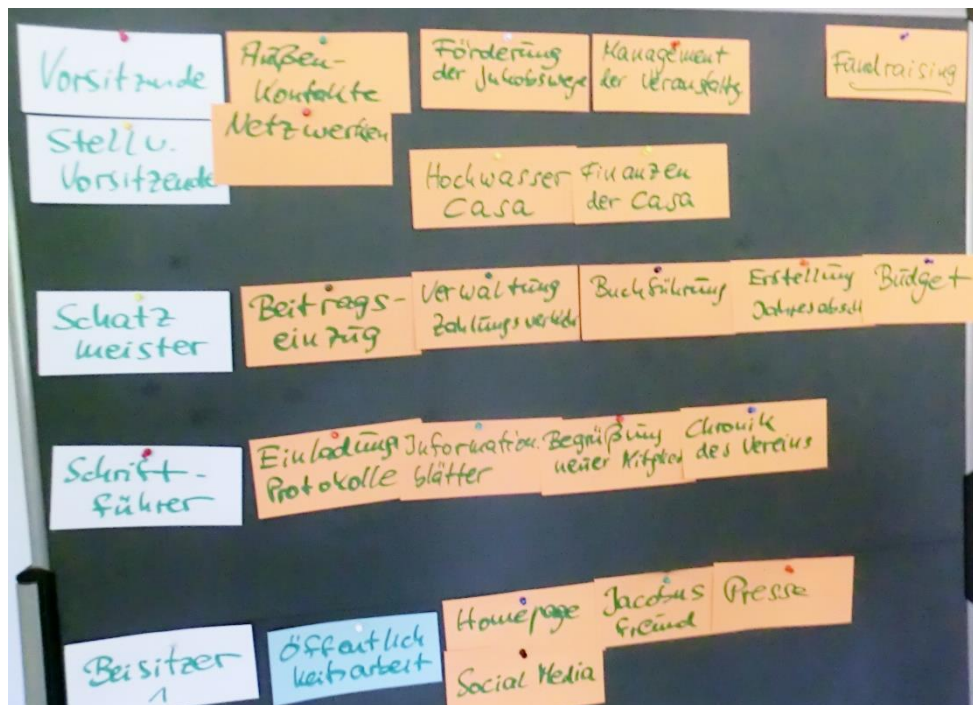 Vorsitzende
Außen-
kontakte
Förderung
der Jakobswege
Management
der Veranstaltg
Fundraising
Stellv.
Vorsitzende
Netzwerken
Hochwasser
Casa
Finanzen
der Casa
Schatz
meister
Beitrags-
einzug
Verwaltung
Zahlungsverkehr
Buchführung
Erstellung
Jahresabschl
Budget
Schrift-
führer
Einladung
Protokolle
Information
blätter
Begrüßung
neuer Mitglied
Chronik
des Vereins
Beisitzer
1
öffentlich
keitsarbeit
Homepage
Social Media
Jacobus
freund
Presse